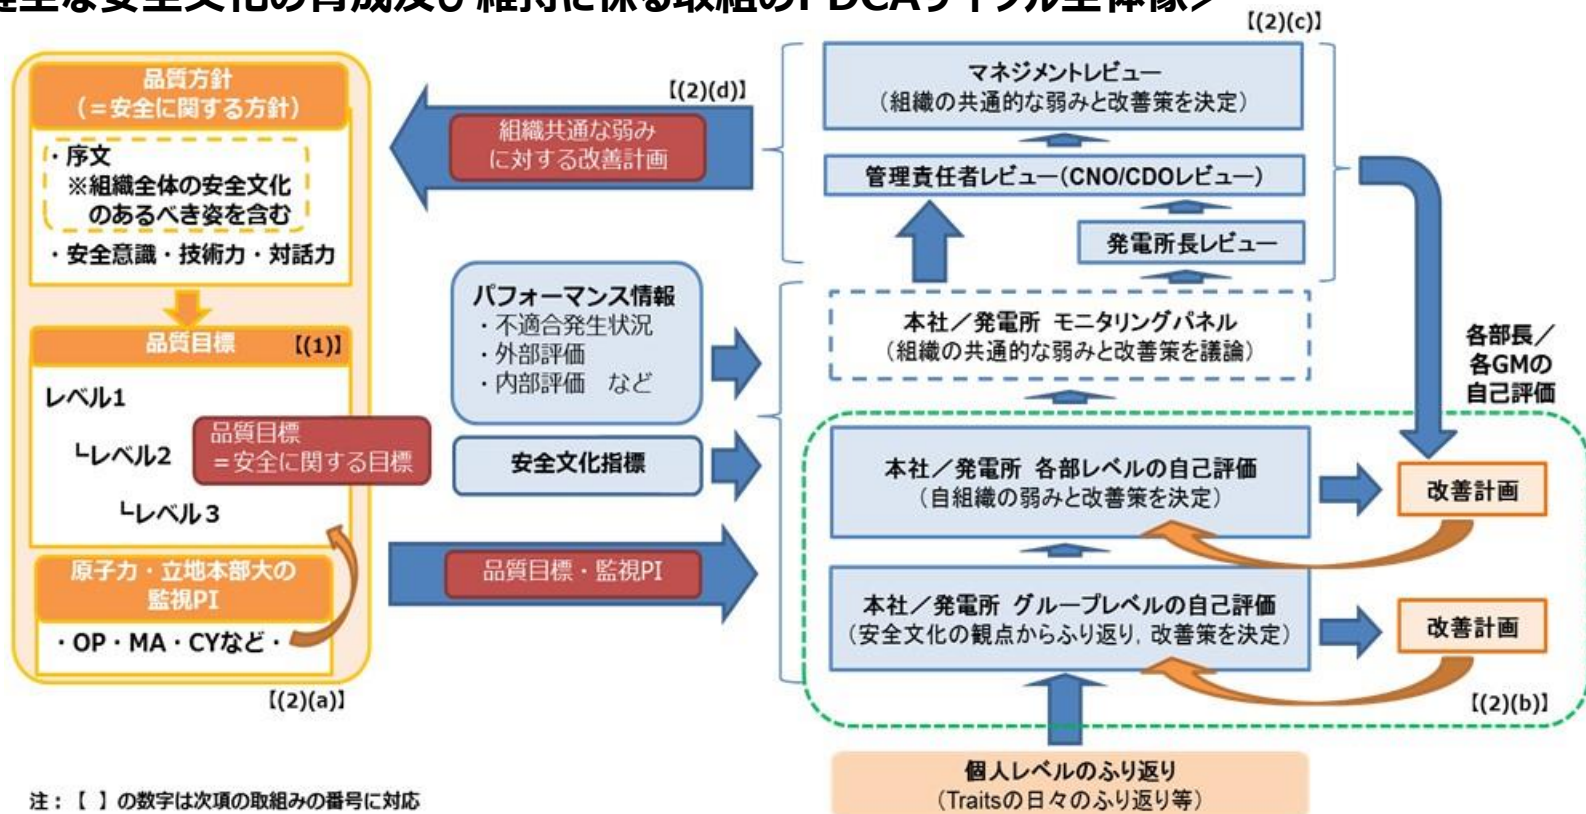 健全な安全文化の育成及び維持に係る取組のPDCAサイクル全体像＞
【(2)(c)】
品質方針
（＝安全に関する方針）
・序文
※組織全体の安全文化
のあるべき姿を含む
・安全意識・技術力・対話力
品質目標
【(1)】
レベル1
┗レベル2
┗レベル３
品質目標
＝安全に関する目標
原子力・立地本部大の
監視PI
・OP・MA・CYなど・
【(2)(a)】
【(2)(d)】
組織共通な弱み
に対する改善計画
パフォーマンス情報
・不適合発生状況
・外部評価
・内部評価　など
安全文化指標
品質目標・監視PI
マネジメントレビュー
（組織の共通的な弱みと改善策を決定）
管理責任者レビュー（CNO/CDOレビュー）
発電所長レビュー
本社／発電所 モニタリングパネル
（組織の共通的な弱みと改善策を議論）
各部長／
各GMの
自己評価
本社／発電所 各部レベルの自己評価
（自組織の弱みと改善策を決定）
改善計画
本社／発電所 グループレベルの自己評価
（安全文化の観点からふり返り，改善策を決定）
改善計画
【(2)(b)】
個人レベルのふり返り
（Traitsの日々のふり返り等）
注：【 】の数字は次項の取組みの番号に対応